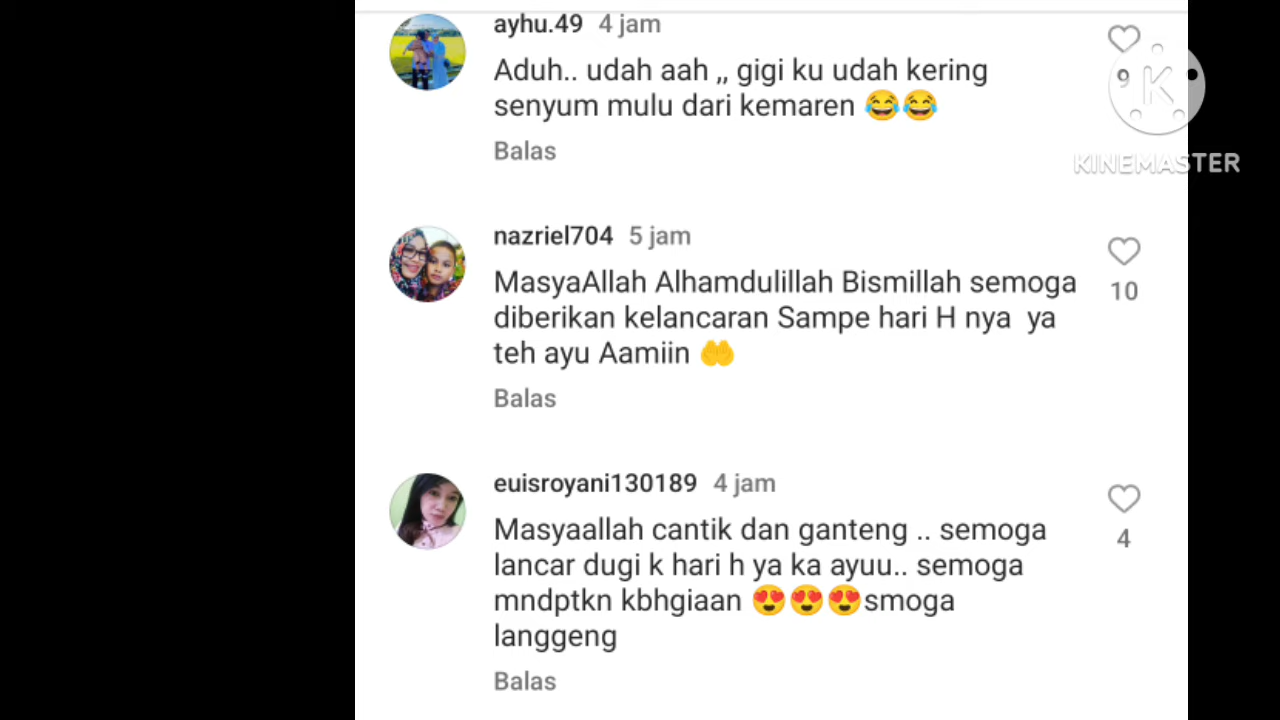 ayhu.49 4 jam
Aduh.. udah aah ,, gigi ku udah kering
senyum mulu dari kemaren 😂😂
9
Balas
K
KINEMASTER
nazriel704 5 jam
MasyaAllah Alhamdulillah Bismillah semoga
diberikan kelancaran Sampe hari H nya ya
teh ayu Aamiin 🤲
10
Balas
euisroyani130189 4 jam
Masyaallah cantik dan ganteng .. semoga
lancar dugi k hari h ya ka ayuu.. semoga
mndptkn kbhgiaan 😍😍😍smoga
langgeng
4
Balas